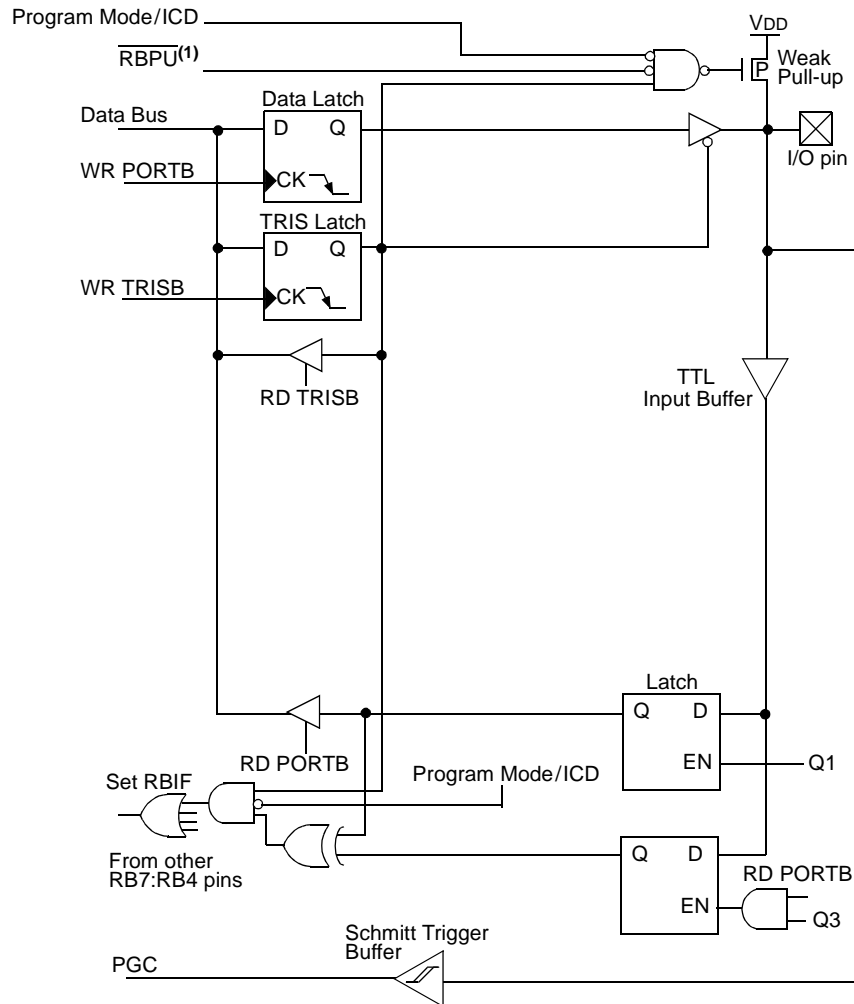 Program Mode/ICD
RBPU(1)
VDD
P
Weak
Pull-up
Data Latch
Data Bus
D
Q
I/O pin
WR PORTB
CK
TRIS Latch
D
Q
WR TRISB
CK
RD TRISB
TTL
Input Buffer
Latch
Q
D
RD PORTB
EN
Q1
Program Mode/ICD
Set RBIF
From other
RB7:RB4 pins
Q
D
RD PORTB
EN
Q3
Schmitt Trigger
Buffer
PGC